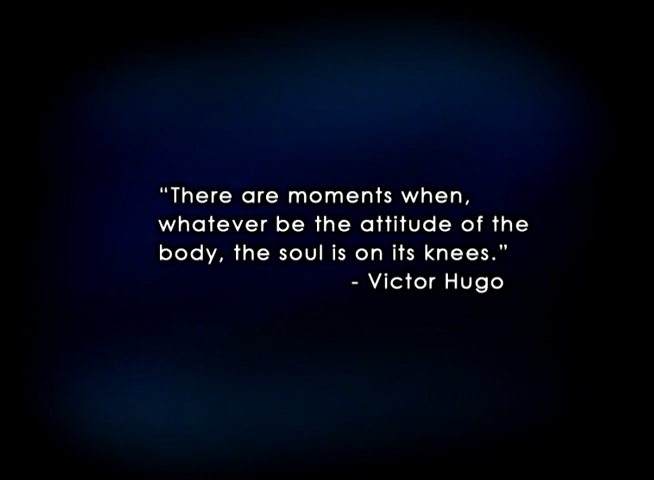 “There are moments when,
whatever be the attitude of the
body, the soul is on its knees.”
- Victor Hugo